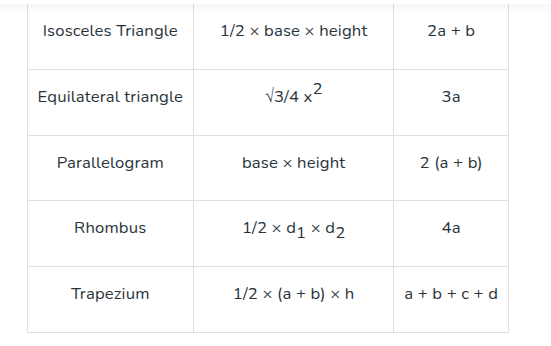 Isosceles Triangle 1/2 × base × height 2a + b
Equilateral triangle √3/4 x² 3a
Parallelogram base × height 2 (a + b)
Rhombus 1/2 × d₁ × d₂ 4a
Trapezium 1/2 × (a + b) × h a + b + c + d